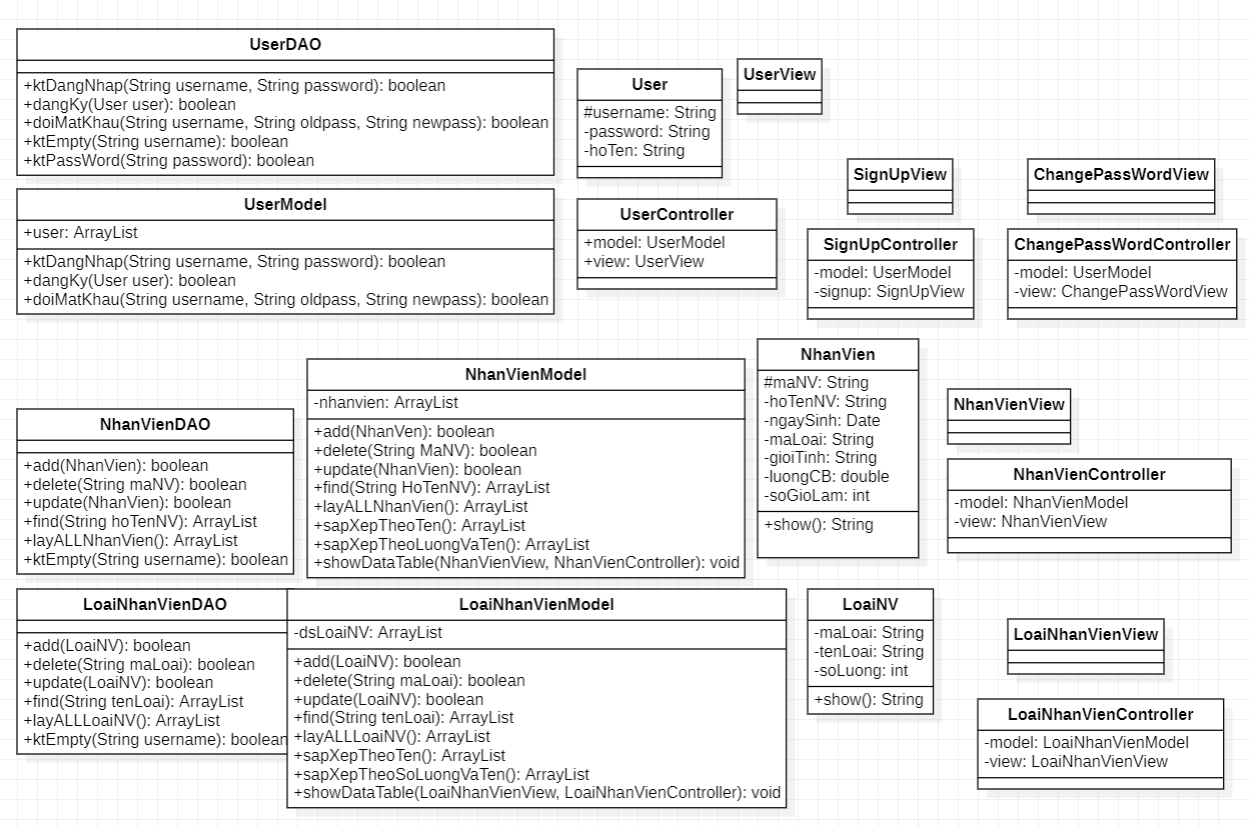 UserDAO
+ktDangNhap(String username, String password): boolean
+dangKy(User user): boolean
+doiMatKhau(String username, String oldpass, String newpass): boolean
+ktEmpty(String username): boolean
+ktPassWord(String password): boolean
User
#username: String
-password: String
-hoTen: String
UserView
UserModel
+user: ArrayList
+ktDangNhap(String username, String password): boolean
+dangKy(User user): boolean
+doiMatKhau(String username, String oldpass, String newpass): boolean
UserController
+model: UserModel
+view: UserView
SignUpView
ChangePassWordView
SignUpController
-model: UserModel
-signup: SignUpView
ChangePassWordController
-model: UserModel
-view: ChangePassWordView
NhanVienDAO
+add(NhanVien): boolean
+delete(String maNV): boolean
+update(NhanVien): boolean
+find(String hoTenNV): ArrayList
+layALLNhanVien(): ArrayList
+ktEmpty(String username): boolean
NhanVienModel
-nhanvien: ArrayList
+add(NhanVen): boolean
+delete(String MaNV): boolean
+update(NhanVien): boolean
+find(String HoTenNV): ArrayList
+layALLNhanVien(): ArrayList
+sapXepTheoTen(): ArrayList
+sapXepTheoLuongVaTen(): ArrayList
+showDataTable(NhanVienView, NhanVienController): void
NhanVien
#maNV: String
-hoTenNV: String
-ngaySinh: Date
-maLoai: String
-gioiTinh: String
-luongCB: double
-soGioLam: int
+show(): String
NhanVienView
NhanVienController
-model: NhanVienModel
-view: NhanVienView
LoaiNhanVienDAO
+add(LoaiNV): boolean
+delete(String maLoai): boolean
+update(LoaiNV): boolean
+find(String tenLoai): ArrayList
+layALLLoaiNV(): ArrayList
+ktEmpty(String username): boolean
LoaiNhanVienModel
-dsLoaiNV: ArrayList
+add(LoaiNV): boolean
+delete(String maLoai): boolean
+update(LoaiNV): boolean
+find(String tenLoai): ArrayList
+layALLLoaiNV(): ArrayList
+sapXepTheoTen(): ArrayList
+sapXepTheoSoLuongVaTen(): ArrayList
+showDataTable(LoaiNhanVienView, LoaiNhanVienController): void
LoaiNV
-maLoai: String
-tenLoai: String
-soLuong: int
+show(): String
LoaiNhanVienView
LoaiNhanVienController
-model: LoaiNhanVienModel
-view: LoaiNhanVienView